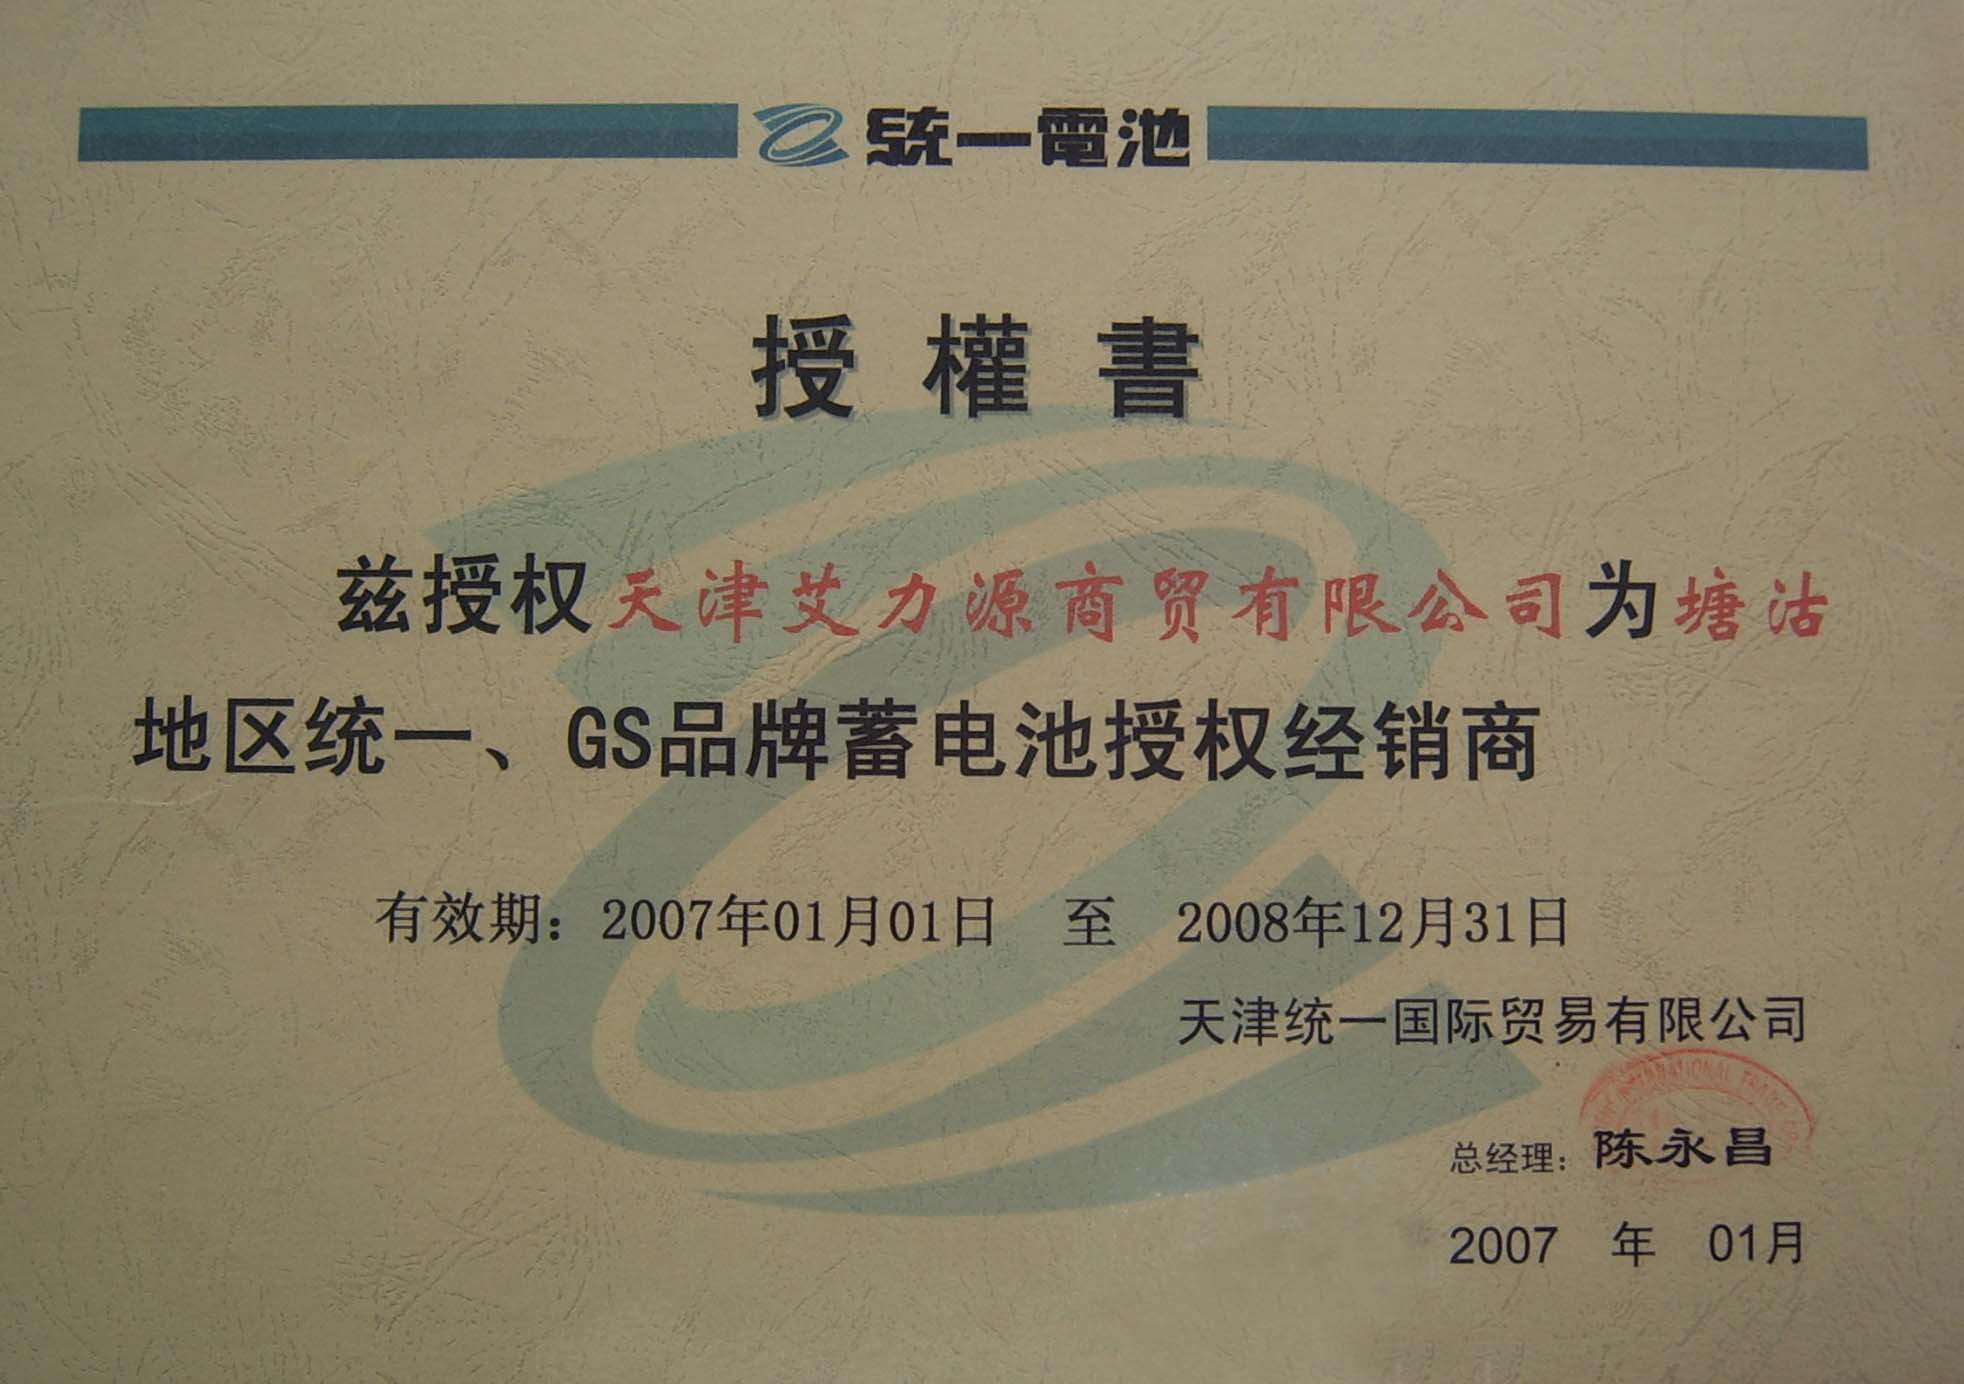 統一電池
授權書
兹授权天津艾力源商贸有限公司为塘沽
地区统一、GS品牌蓄电池授权经销商
有效期：2007年01月01日 至 2008年12月31日
天津统一国际贸易有限公司
INTERNATIONAL TRADE
总经理：陈永昌
2007 年 01月